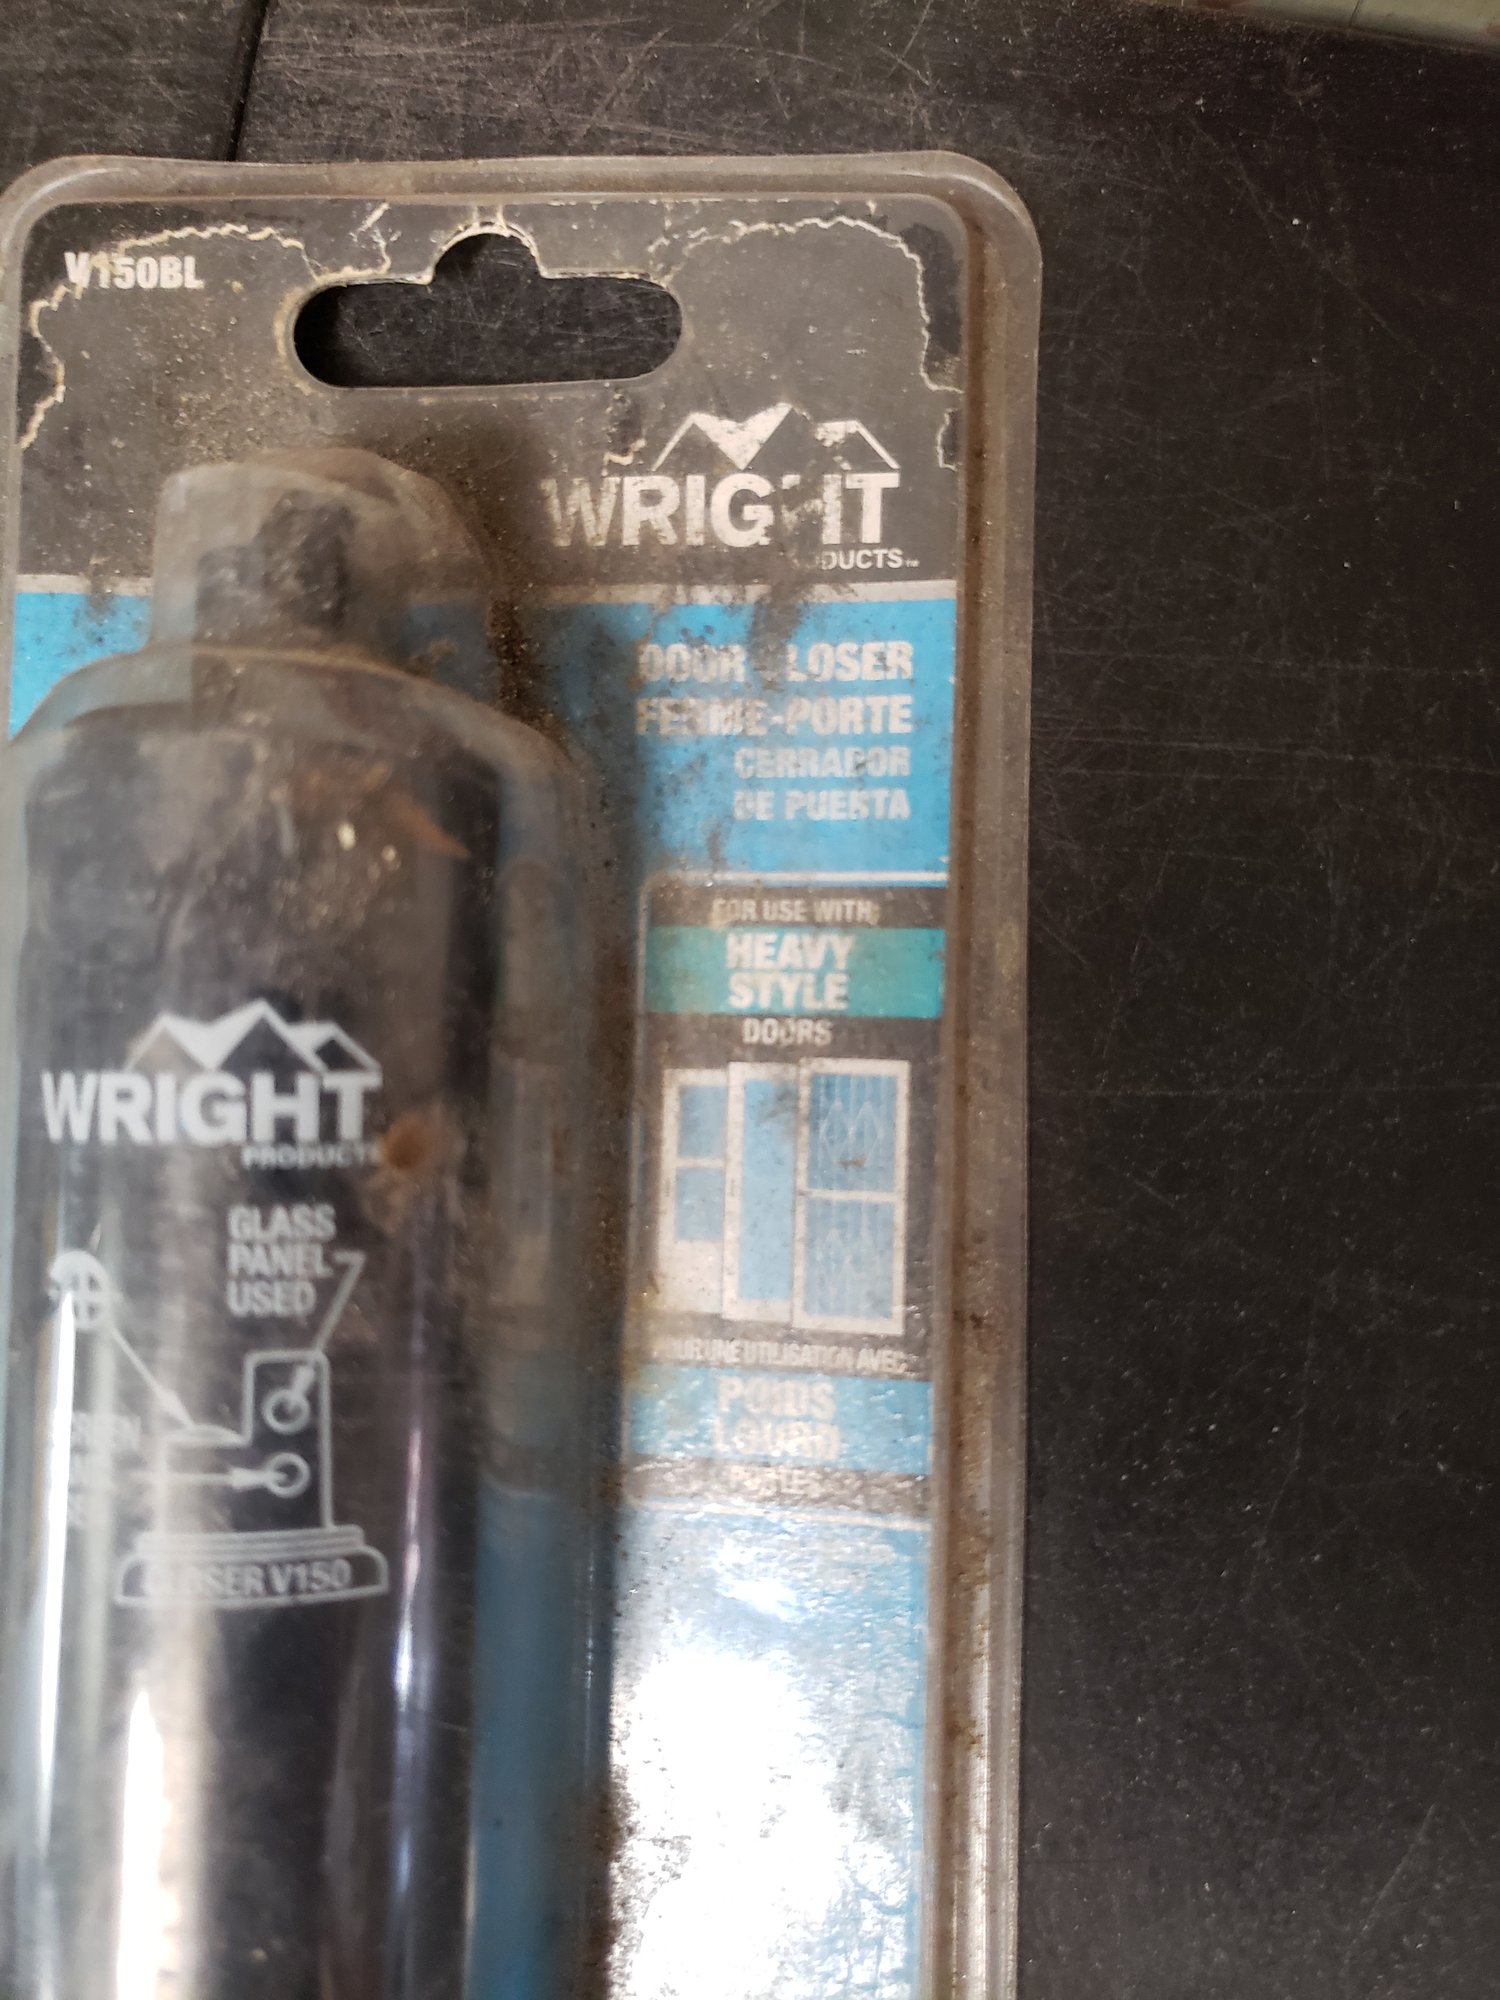 V150BL
WRIGHT
PRODUCTS™
DOOR CLOSER
FERME-PORTE
CERRADOR
DE PUERTA
FOR USE WITH:
HEAVY
STYLE
DOORS
POUR UNE UTILISATION AVEC:
POIDS
LOURD
WRIGHT
PRODUCTS
GLASS
PANEL
USED
CLOSER V150